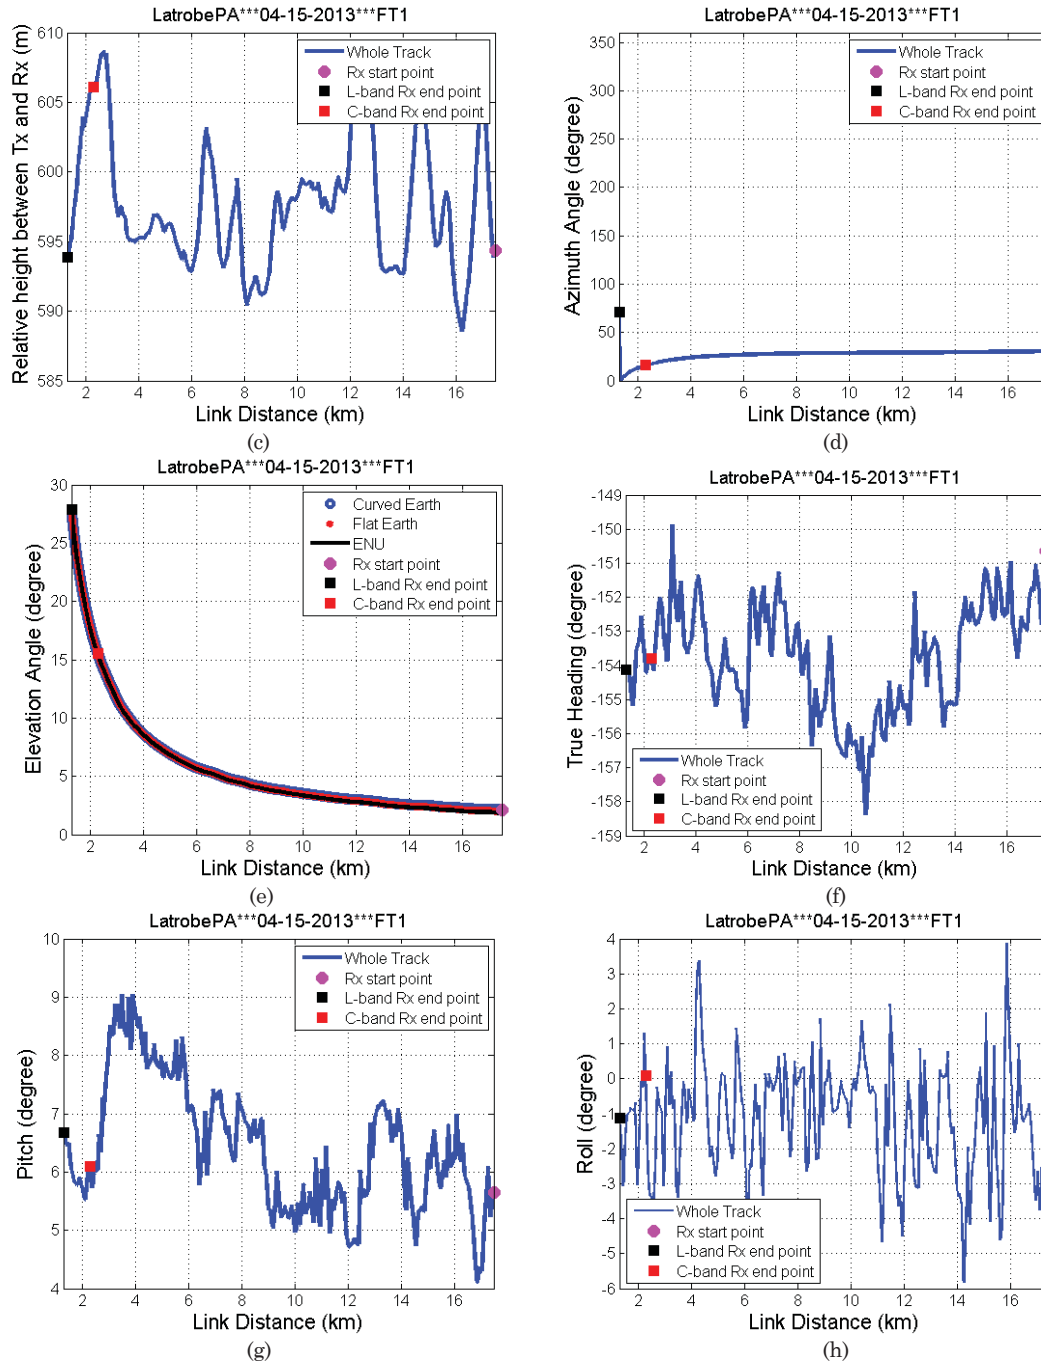 LatrobePA***04-15-2013***FT1
Relative height between Tx and Rx (m)
610
605
600
595
590
585
Whole Track
Rx start point
L-band Rx end point
C-band Rx end point
2 4 6 8 10 12 14 16
Link Distance (km)
(c)
LatrobePA***04-15-2013***FT1
Azimuth Angle (degree)
350
300
250
200
150
100
50
0
Whole Track
Rx start point
L-band Rx end point
C-band Rx end point
2 4 6 8 10 12 14 16
Link Distance (km)
(d)
LatrobePA***04-15-2013***FT1
Elevation Angle (degree)
30
25
20
15
10
5
0
Curved Earth
Flat Earth
ENU
Rx start point
L-band Rx end point
C-band Rx end point
2 4 6 8 10 12 14 16
Link Distance (km)
(e)
LatrobePA***04-15-2013***FT1
True Heading (degree)
-149
-150
-151
-152
-153
-154
-155
-156
-157
-158
-159
Whole Track
Rx start point
L-band Rx end point
C-band Rx end point
2 4 6 8 10 12 14 16
Link Distance (km)
(f)
LatrobePA***04-15-2013***FT1
Pitch (degree)
10
9
8
7
6
5
4
Whole Track
Rx start point
L-band Rx end point
C-band Rx end point
2 4 6 8 10 12 14 16
Link Distance (km)
(g)
LatrobePA***04-15-2013***FT1
Roll (degree)
4
3
2
1
0
-1
-2
-3
-4
-5
-6
Whole Track
Rx start point
L-band Rx end point
C-band Rx end point
2 4 6 8 10 12 14 16
Link Distance (km)
(h)